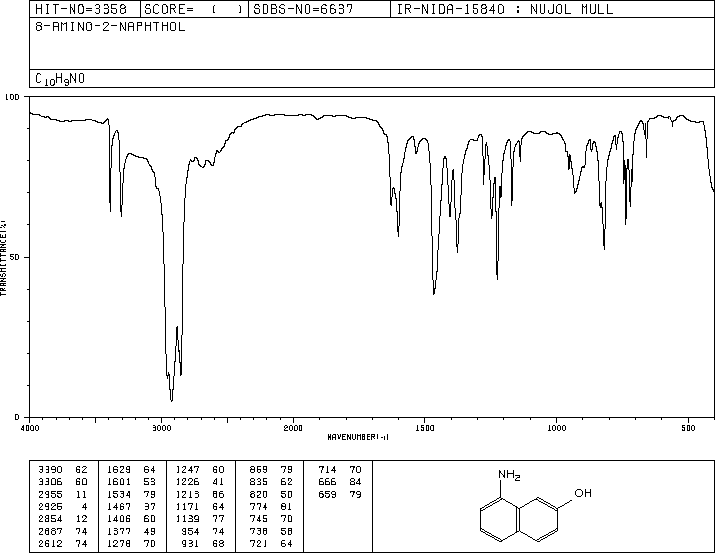 HIT-NO=3358 SCORE= ( ) SDBS-NO=6637 IR-NIDA-15840 : NUJOL MULL
8-AMINO-2-NAPHTHOL
C10H9NO
100
TRANSMITTANCE(%)
50
0
4000 3000 2000 1500 1000 500
WAVENUMBER(-1)
3390 62 1629 64 1247 60 869 79 714 70
3306 60 1601 53 1226 41 835 62 666 84
2955 11 1534 79 1213 86 820 50 659 79
2925 4 1467 37 1171 64 774 81
2854 12 1406 60 1139 77 745 70
2687 74 1377 49 954 74 738 58
2612 74 1278 70 931 68 721 64
NH2
OH